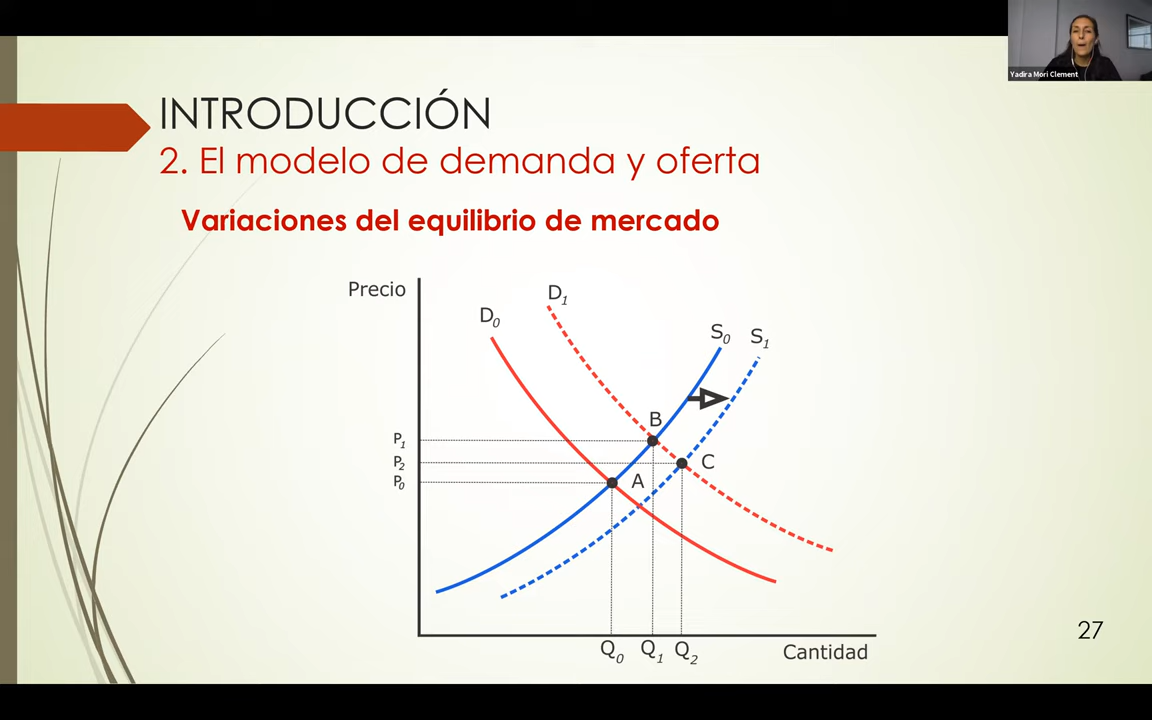 Yadira Mori Clement
INTRODUCCIÓN
2. El modelo de demanda y oferta
Variaciones del equilibrio de mercado
Precio
D0
D1
S0
S1
B
C
A
P1
P2
P0
Q0 Q1 Q2
Cantidad
27